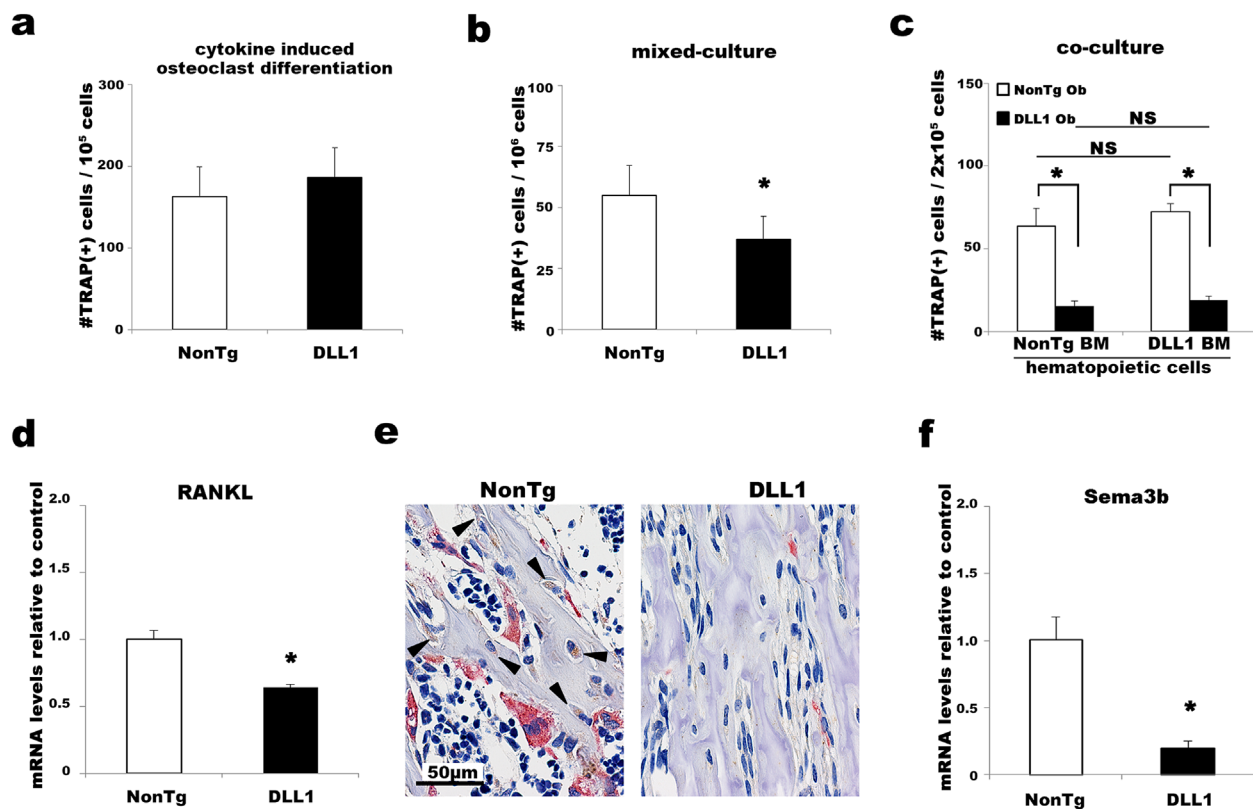 a
cytokine induced
osteoclast differentiation
#TRAP(+) cells / 10⁵ cells
300
200
100
0
NonTg
DLL1
b
mixed-culture
#TRAP(+) cells / 10⁶ cells
100
75
50
25
0
*
NonTg
DLL1
c
co-culture
#TRAP(+) cells / 2x10⁵ cells
150
100
50
0
NonTg Ob
DLL1 Ob
NS
NS
*
*
NonTg BM
DLL1 BM
hematopoietic cells
d
RANKL
mRNA levels relative to control
2.0
1.5
1.0
0.5
0
*
NonTg
DLL1
e
NonTg
DLL1
50µm
f
Sema3b
mRNA levels relative to control
2.0
1.5
1.0
0.5
0
*
NonTg
DLL1